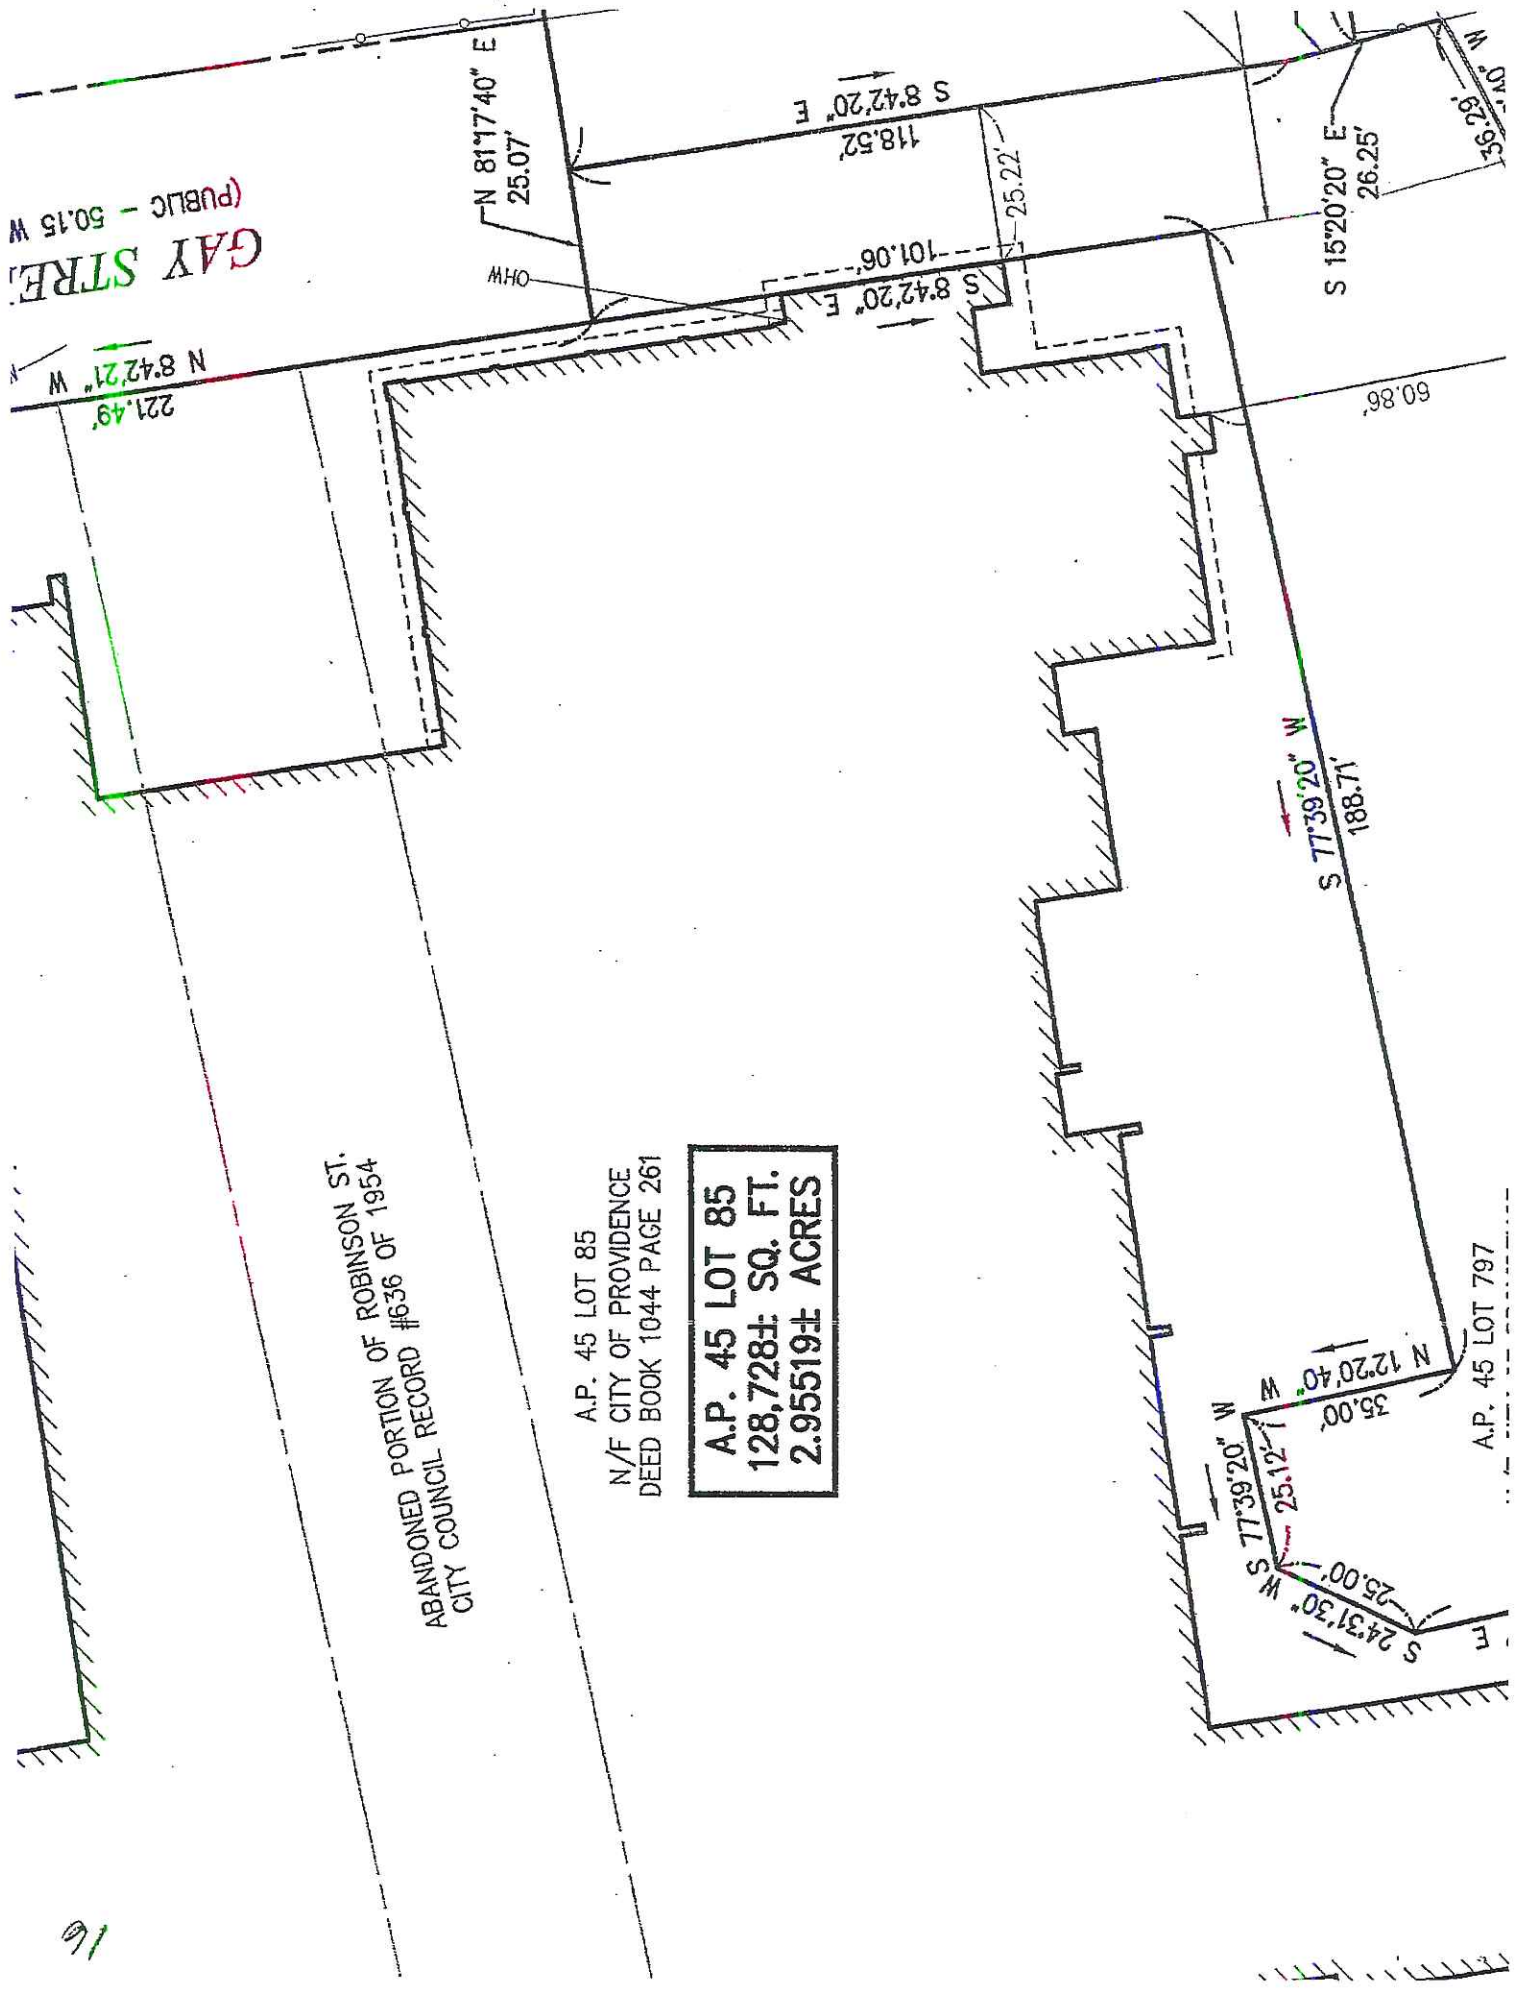 GAY STRE
(PUBLIC - 50.15 W
N 8°42'21" W
221.49'
N 81°17'40" E
25.07'
OHW
S 8°42'20" E
118.52'
S 8°42'20" E
101.06'
25.22'
S 15°20'20" E
26.25'
36.29'
40" W
60.86'
S 77°39'20" W
188.71'
ABANDONED PORTION OF ROBINSON ST.
CITY COUNCIL RECORD #636 OF 1954
A.P. 45 LOT 85
N/F CITY OF PROVIDENCE
DEED BOOK 1044 PAGE 261
A.P. 45 LOT 85
128,728± SQ. FT.
2.95519± ACRES
N 12°20'40" W
35.00'
S 77°39'20" W
25.12'
S 24°31'30" W
25.00'
E
A.P. 45 LOT 797
16